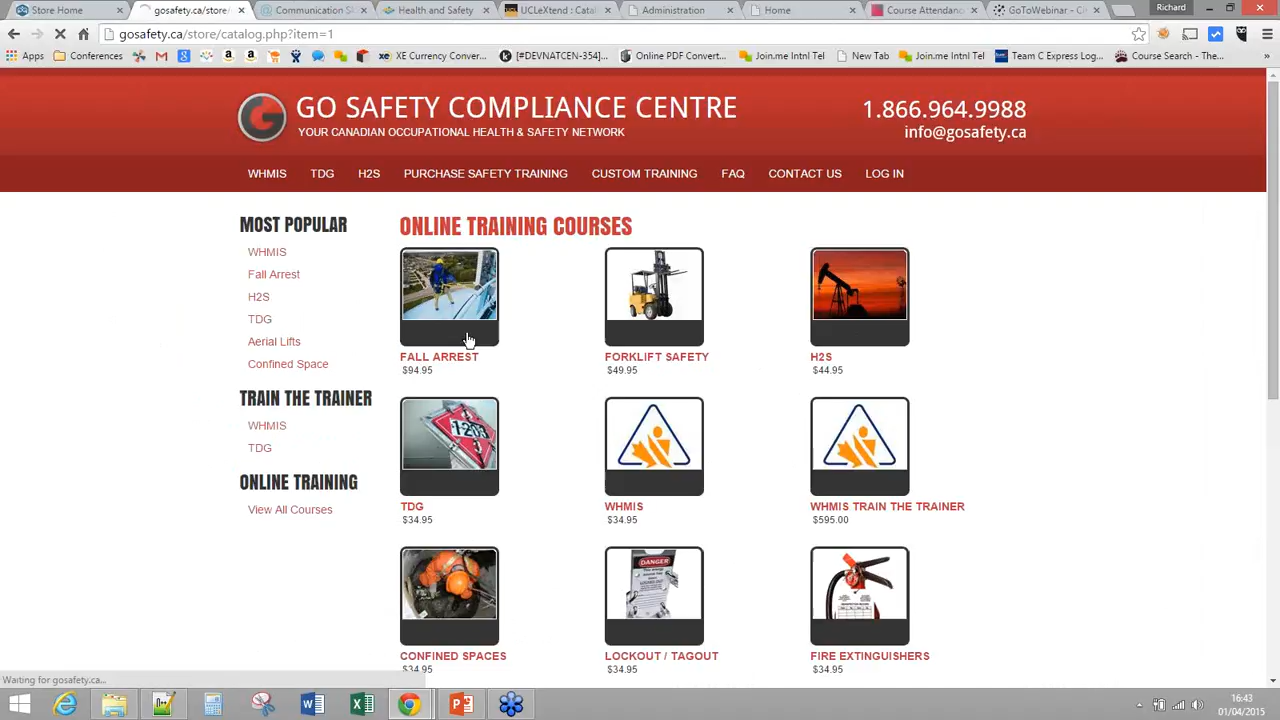 Store Home
gosafety.ca/store/
Communication S
Health and Safety
UCLeXtend : Catal
Administration
Home
Course Attendanc
GoToWebinar - Cr
Richard
gosafety.ca/store/catalog.php?item=1
Apps
Conferences
XE Currency Conver...
[#DEVNATCEN-354]...
Online PDF Convert...
Join.me Intnl Tel
New Tab
Join.me Intnl Tel
Team C Express Log...
Course Search - The...
»
GO SAFETY COMPLIANCE CENTRE
YOUR CANADIAN OCCUPATIONAL HEALTH & SAFETY NETWORK
1.866.964.9988
info@gosafety.ca
WHMIS TDG H2S PURCHASE SAFETY TRAINING CUSTOM TRAINING FAQ CONTACT US LOG IN
MOST POPULAR
WHMIS
Fall Arrest
H2S
TDG
Aerial Lifts
Confined Space
TRAIN THE TRAINER
WHMIS
TDG
ONLINE TRAINING
View All Courses
ONLINE TRAINING COURSES
FALL ARREST
$94.95
FORKLIFT SAFETY
$49.95
H2S
$44.95
1203
TDG
$34.95
WHMIS
$34.95
WHMIS TRAIN THE TRAINER
$595.00
CONFINED SPACES
$34.95
DANGER
LOCKOUT / TAGOUT
$34.95
FIRE EXTINGUISHERS
$34.95
Waiting for gosafety.ca...
16:43
01/04/2015